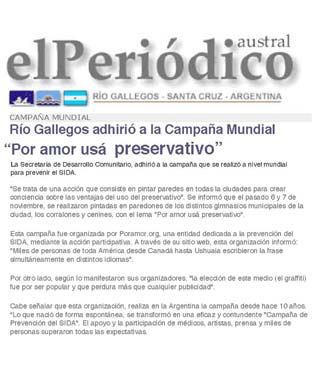 austral
elPeriódico
RÍO GALLEGOS - SANTA CRUZ - ARGENTINA
CAMPAÑA MUNDIAL
Río Gallegos adhirió a la Campaña Mundial
“Por amor usá preservativo”
La Secretaria de Desarrollo Comunitario, adhirió a la campaña que se realizó a nivel mundial
para prevenir el SIDA.
"Se trata de una acción que consiste en pintar paredes en todas la ciudades para crear
conciencia sobre las ventajas del uso del preservativo". Se informó que el pasado 6 y 7 de
noviembre, se realizaron pintadas en paredones de los distintos gimnasios municipales de la
ciudad, los corralones y cenines, con el lema "Por amor usá preservativo".
Esta campaña fue organizada por Poramor.org, una entidad dedicada a la prevención del
SIDA, mediante la acción participativa. A través de su sitio web, esta organización informó:
"Miles de personas de toda América desde Canadá hasta Ushuaia escribieron la frase
simultáneamente en distintos idiomas".
Por otro lado, según lo manifestaron sus organizadores, "la elección de este medio (el graffiti)
fue por ser popular y que perdura más que cualquier publicidad".
Cabe señalar que esta organización, realiza en la Argentina la campaña desde hace 10 años.
"Lo que nació de forma espontánea, se transformó en una eficaz y contundente "Campaña de
Prevención del SIDA". El apoyo y la participación de médicos, artistas, prensa y miles de
personas superaron todas las expectativas.